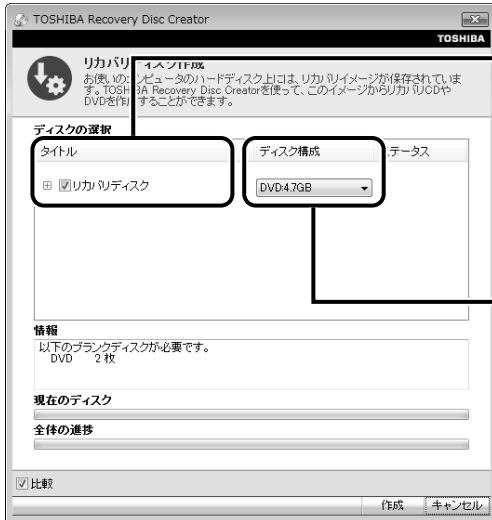 TOSHIBA Recovery Disc Creator
TOSHIBA
リカバリ ィスク作成
お使いの ンピュータのハードディスク上には、リカバリイメージが保存されていま
す。TOSH BA Recovery Disc Creatorを使って、このイメージからリカバリCDや
DVDを作 することができます。
ディスクの選択
タイトル ディスク構成 テータス
リカバリディスク DVD:4.7GB
情報
以下のブランクディスクが必要です。
DVD 2 枚
現在のディスク
全体の進捗
比較
作成 キャンセル